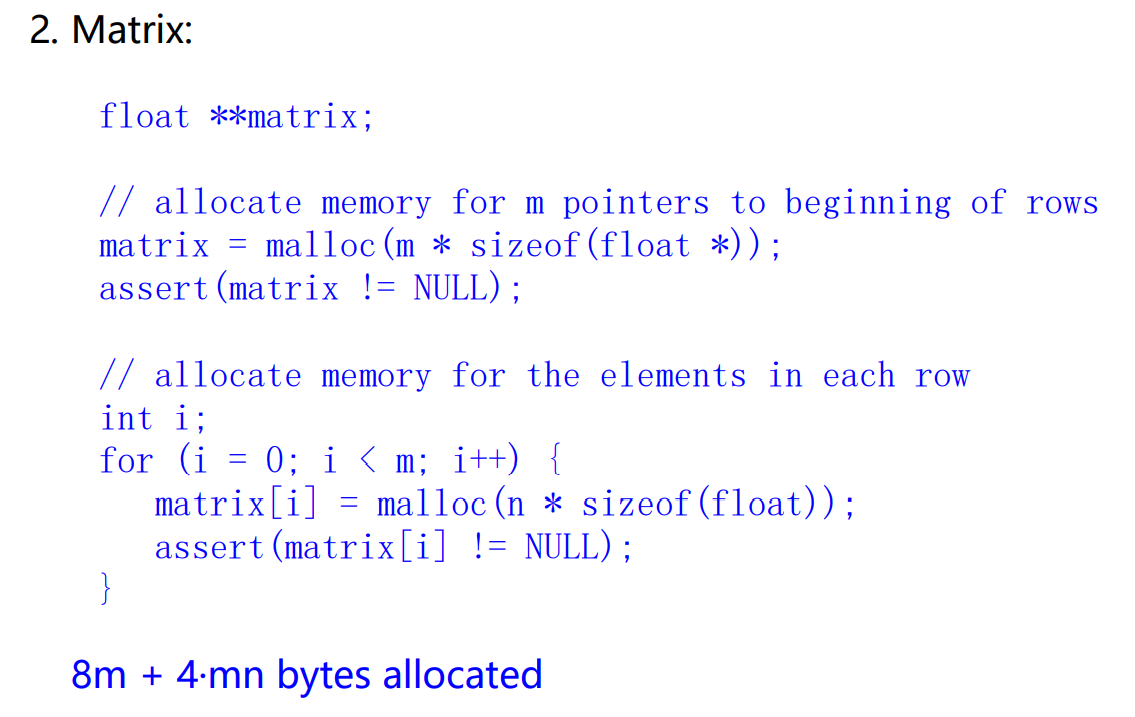 2. Matrix:
float **matrix;
// allocate memory for m pointers to beginning of rows
matrix = malloc(m * sizeof(float *));
assert(matrix != NULL);
// allocate memory for the elements in each row
int i;
for (i = 0; i < m; i++) {
matrix[i] = malloc(n * sizeof(float));
assert(matrix[i] != NULL);
}
8m + 4·mn bytes allocated